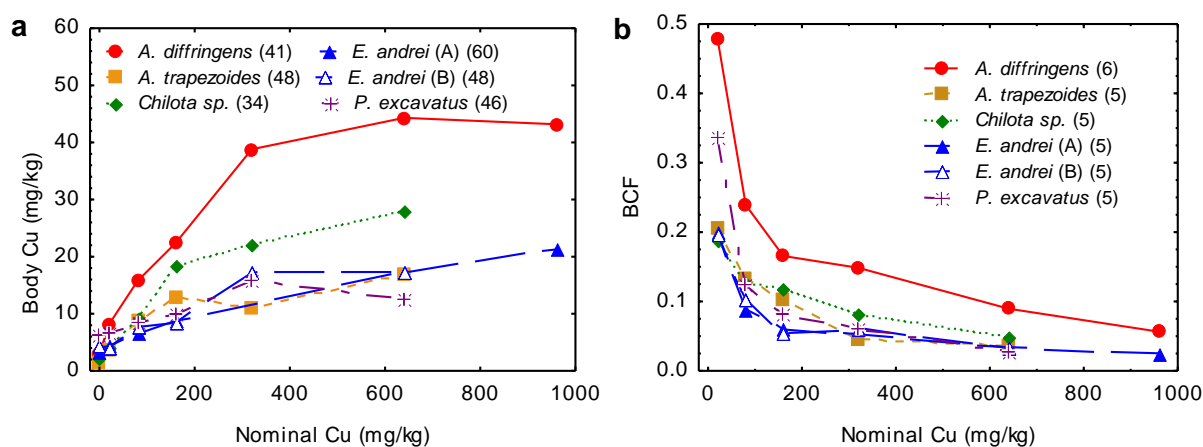 a
60
50
40
30
20
10
0
Body Cu (mg/kg)
A. diffringens (41)
A. trapezoides (48)
Chilota sp. (34)
E. andrei (A) (60)
E. andrei (B) (48)
P. excavatus (46)
0 200 400 600 800 1000
Nominal Cu (mg/kg)
b
0.5
0.4
0.3
0.2
0.1
0.0
BCF
A. diffringens (6)
A. trapezoides (5)
Chilota sp. (5)
E. andrei (A) (5)
E. andrei (B) (5)
P. excavatus (5)
0 200 400 600 800 1000
Nominal Cu (mg/kg)